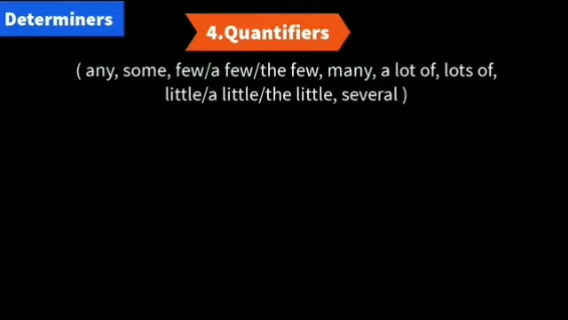 Determiners
4.Quantifiers
( any, some, few/a few/the few, many, a lot of, lots of,
little/a little/the little, several )